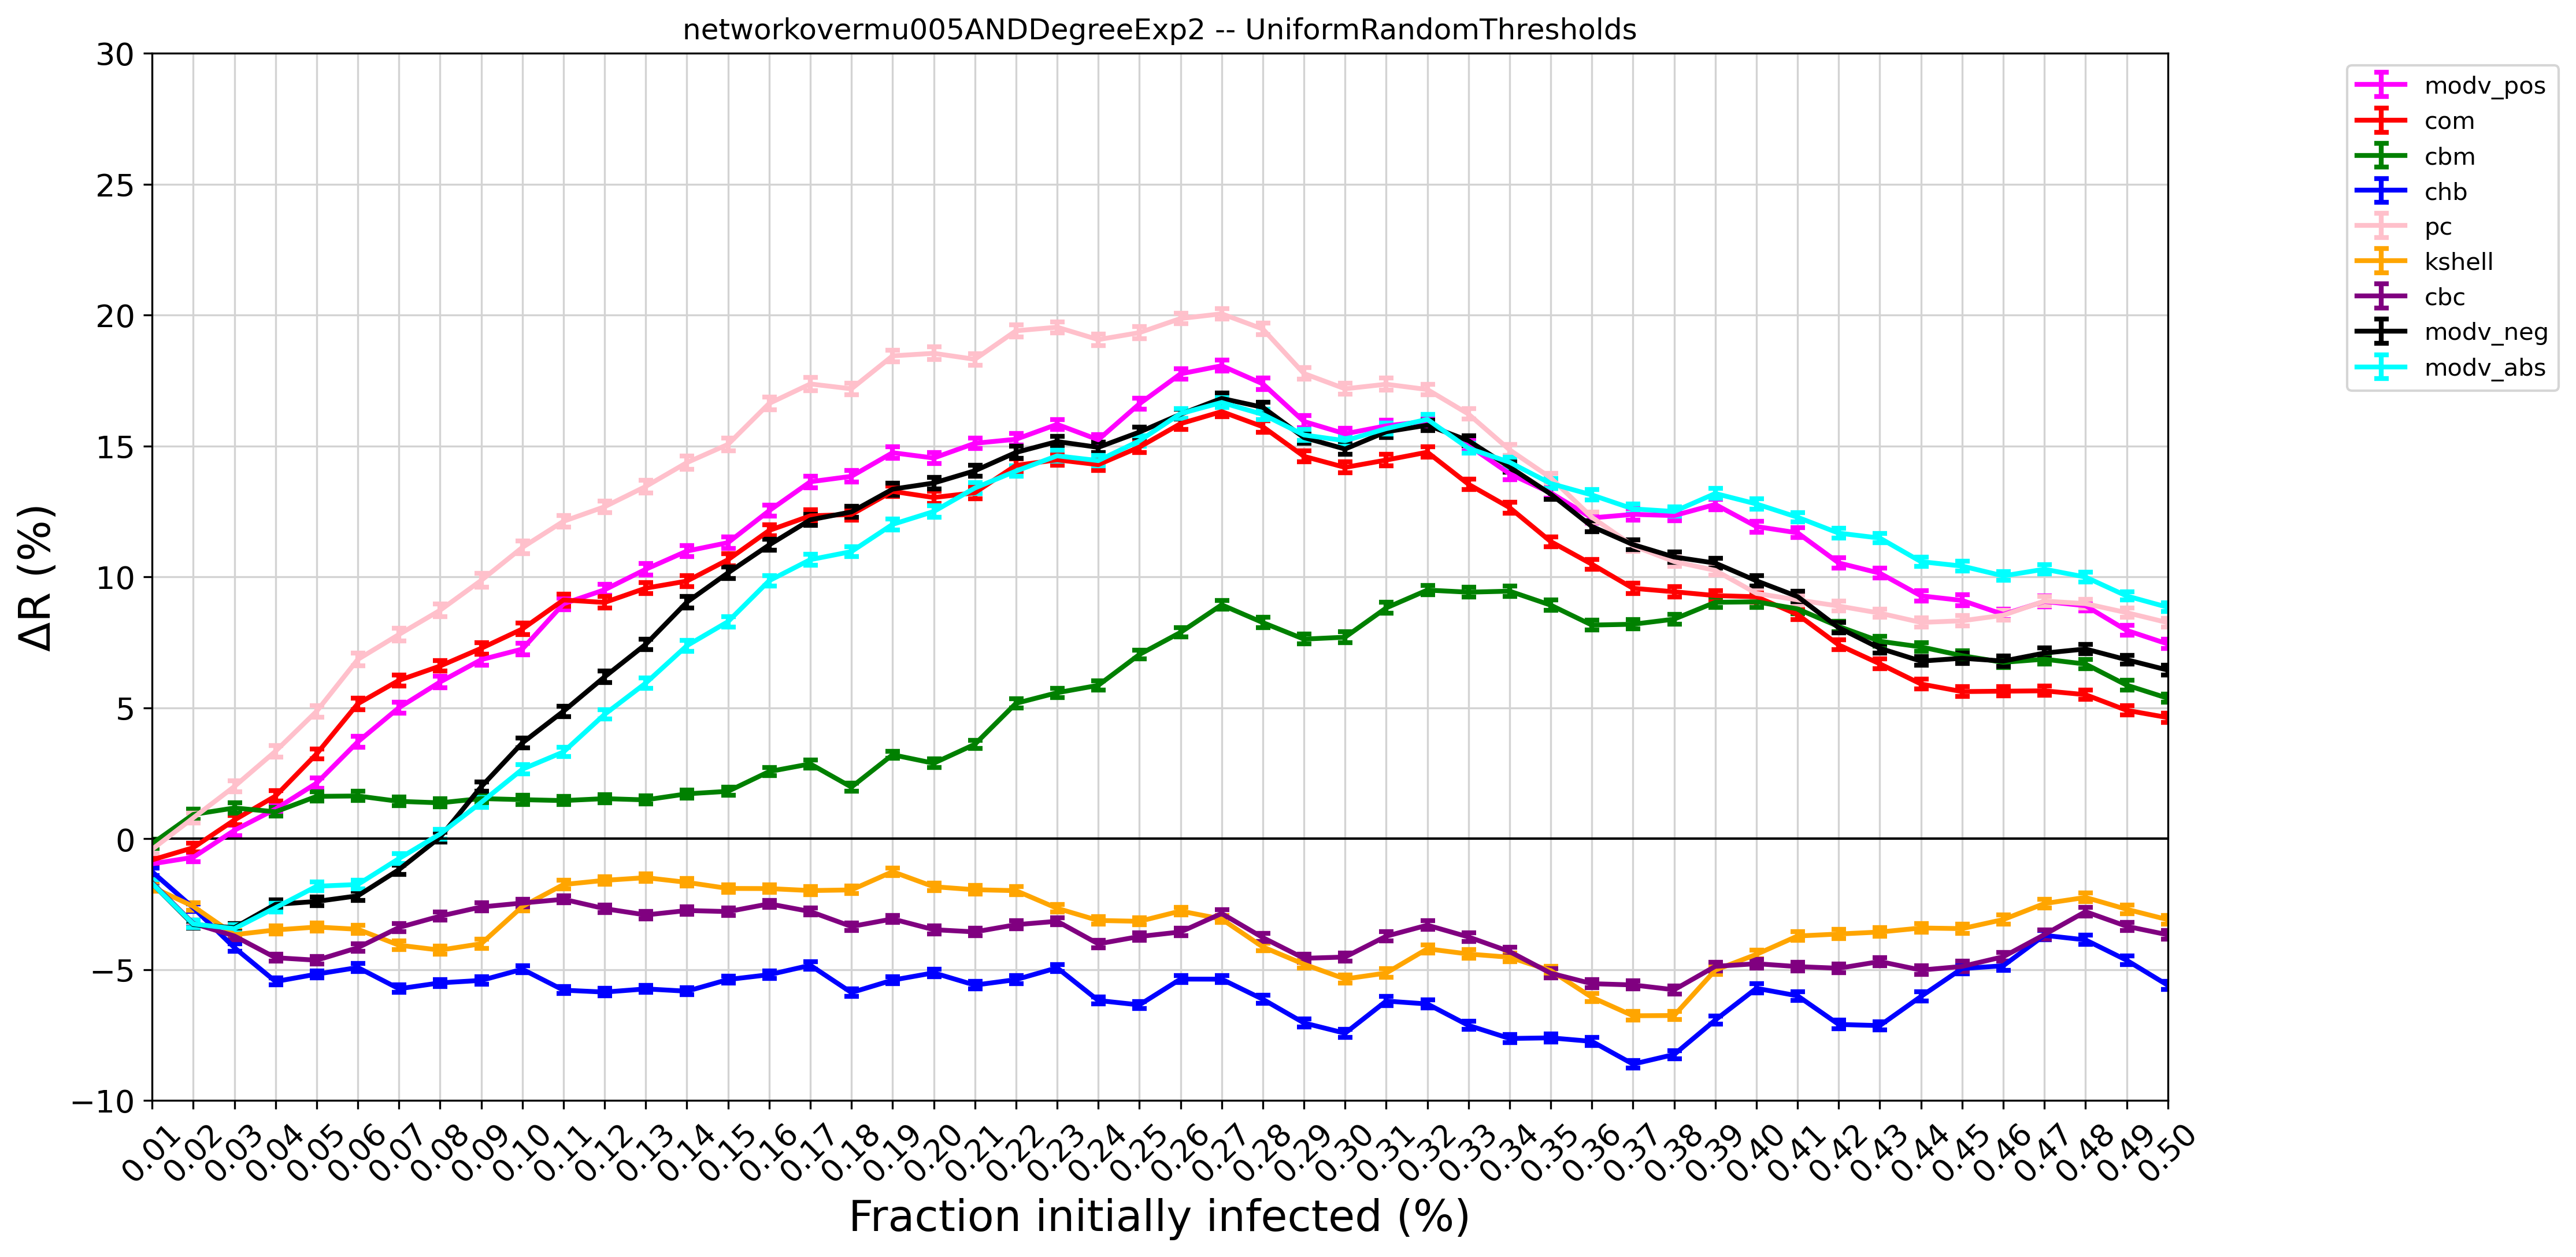 networkovermu005ANDDegreeExp2 -- UniformRandomThresholds
30
25
20
15
10
5
0
−5
−10
ΔR (%)
0.01 0.02 0.03 0.04 0.05 0.06 0.07 0.08 0.09 0.10 0.11 0.12 0.13 0.14 0.15 0.16 0.17 0.18 0.19 0.20 0.21 0.22 0.23 0.24 0.25 0.26 0.27 0.28 0.29 0.30 0.31 0.32 0.33 0.34 0.35 0.36 0.37 0.38 0.39 0.40 0.41 0.42 0.43 0.44 0.45 0.46 0.47 0.48 0.49 0.50
Fraction initially infected (%)
modv_pos
com
cbm
chb
pc
kshell
cbc
modv_neg
modv_abs